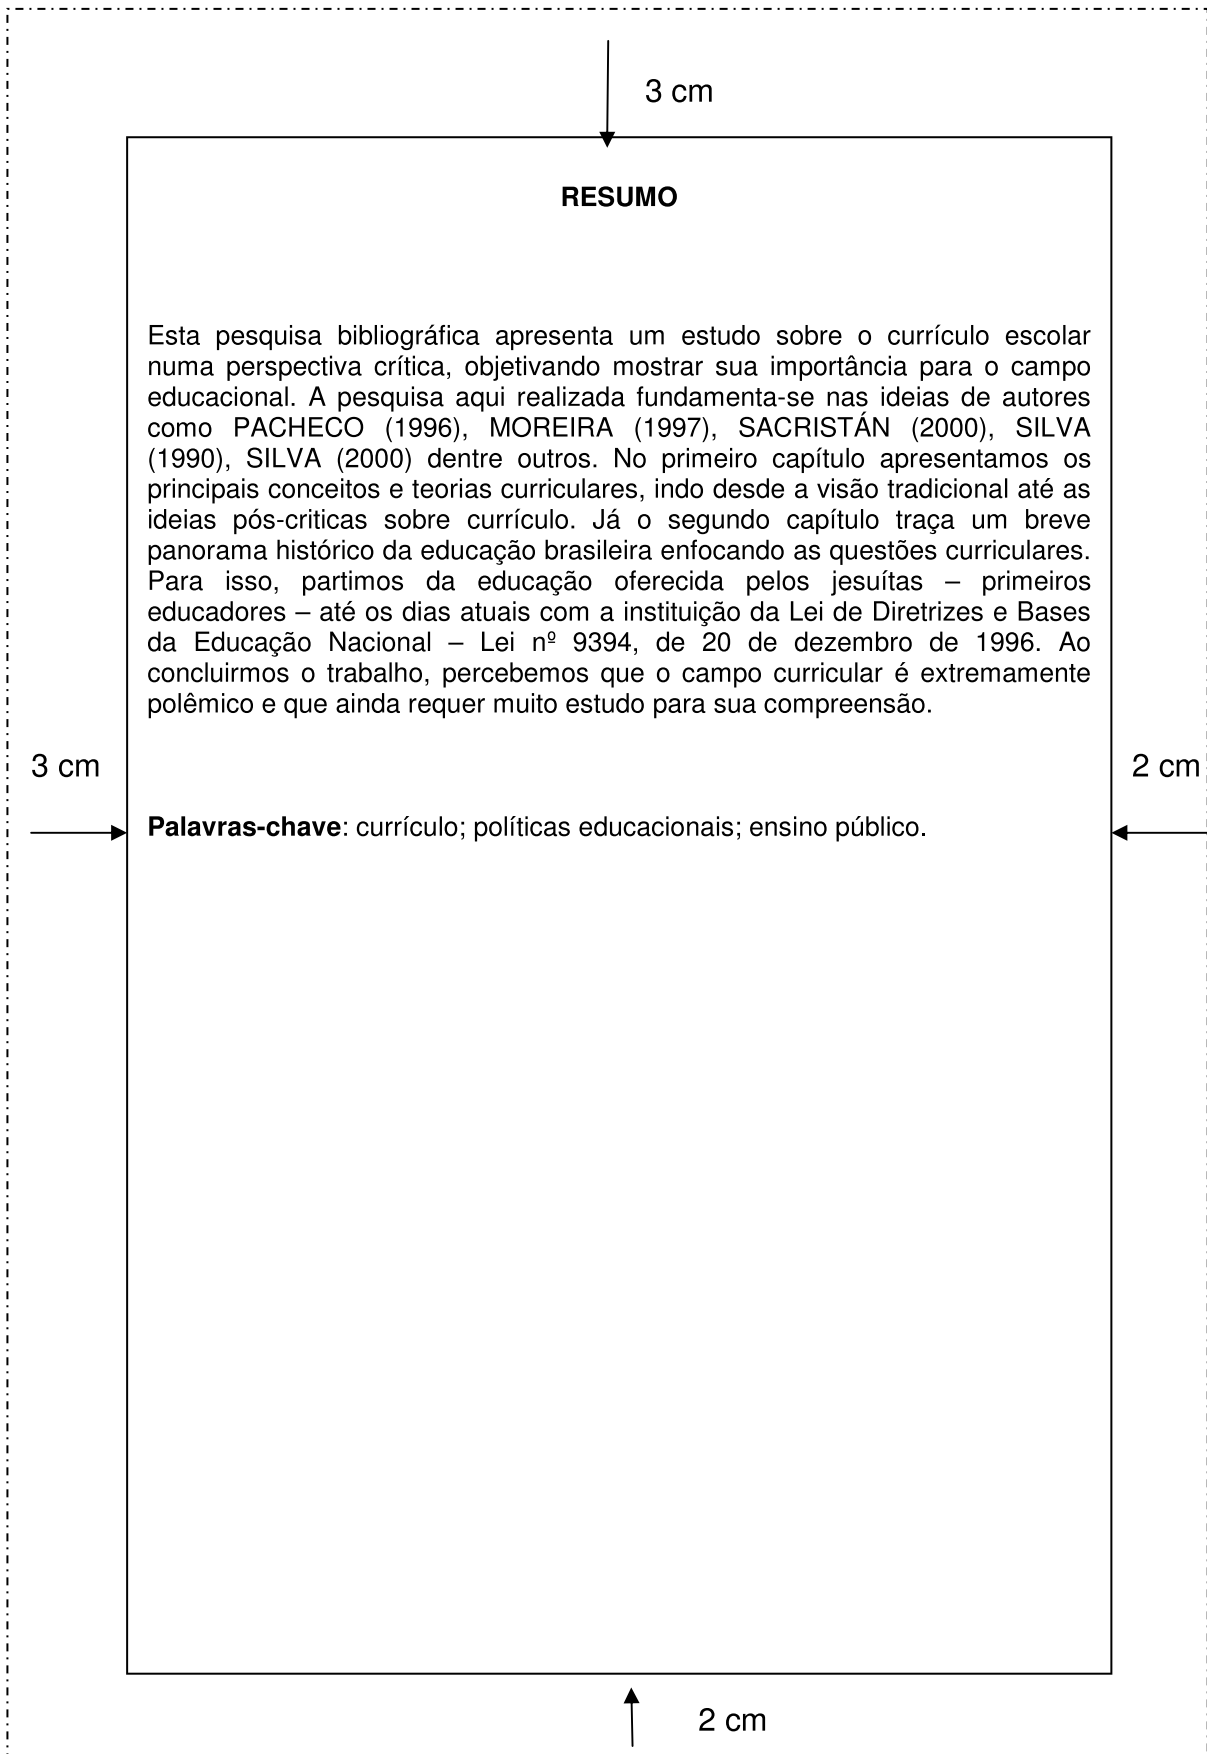 3 cm
RESUMO
Esta pesquisa bibliográfica apresenta um estudo sobre o currículo escolar
numa perspectiva crítica, objetivando mostrar sua importância para o campo
educacional. A pesquisa aqui realizada fundamenta-se nas ideias de autores
como PACHECO (1996), MOREIRA (1997), SACRISTÁN (2000), SILVA
(1990), SILVA (2000) dentre outros. No primeiro capítulo apresentamos os
principais conceitos e teorias curriculares, indo desde a visão tradicional até as
ideias pós-criticas sobre currículo. Já o segundo capítulo traça um breve
panorama histórico da educação brasileira enfocando as questões curriculares.
Para isso, partimos da educação oferecida pelos jesuítas – primeiros
educadores – até os dias atuais com a instituição da Lei de Diretrizes e Bases
da Educação Nacional – Lei nº 9394, de 20 de dezembro de 1996. Ao
concluirmos o trabalho, percebemos que o campo curricular é extremamente
polêmico e que ainda requer muito estudo para sua compreensão.
3 cm
2 cm
Palavras-chave: currículo; políticas educacionais; ensino público.
2 cm